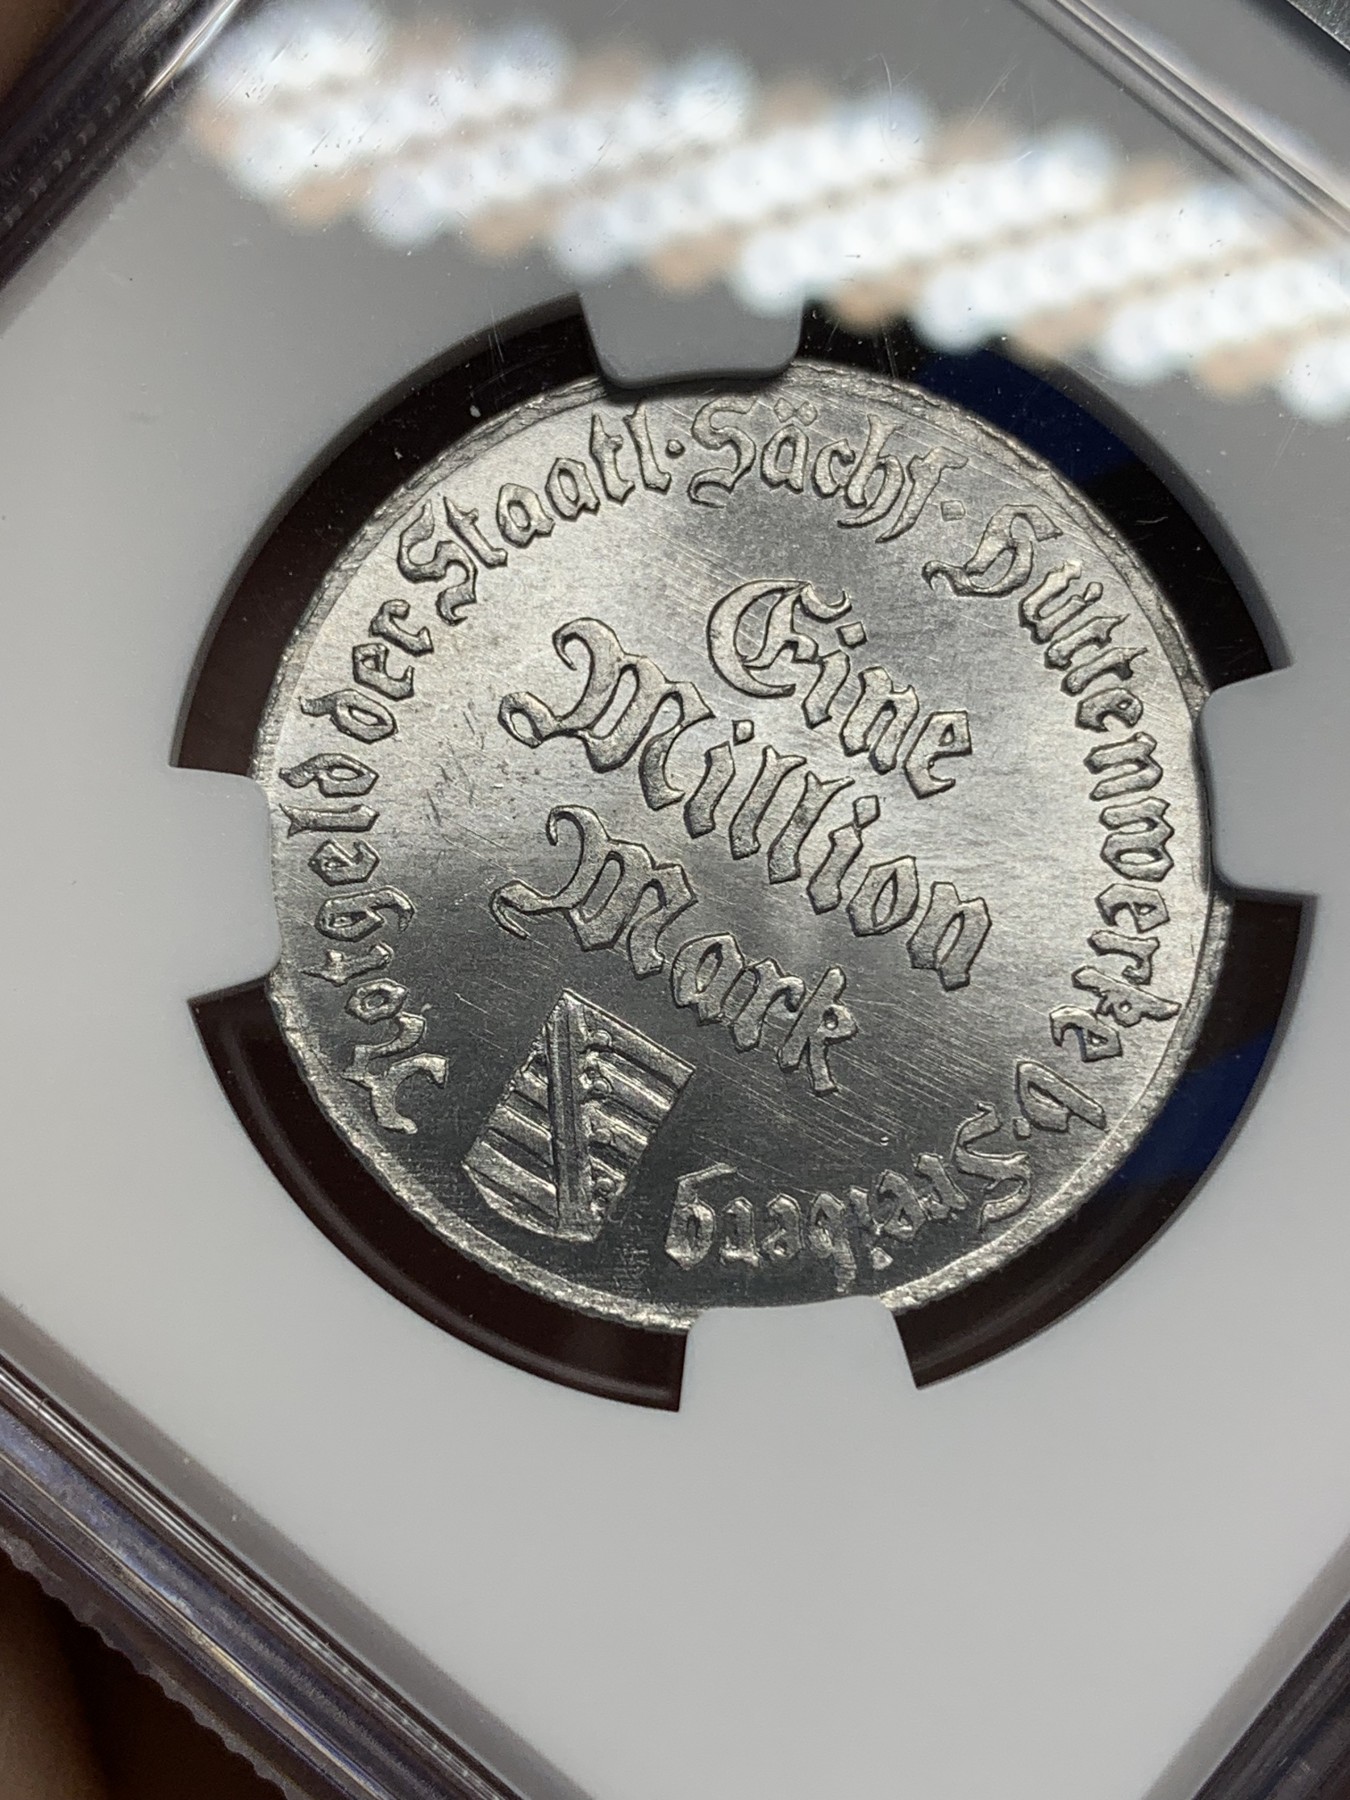 Notgeld der Staatl. Sächs. Hüttenwerke b. Freiberg
Eine
Million
Mark